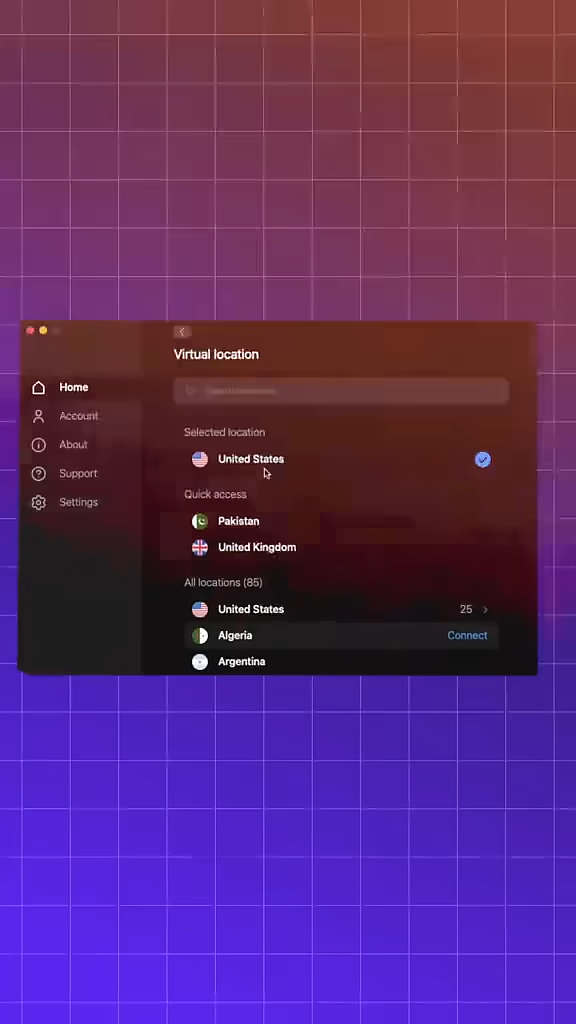 Virtual location
Home
Account
About
Support
Settings
Selected location
United States
Quick access
Pakistan
United Kingdom
All locations (85)
United States 25
Algeria Connect
Argentina